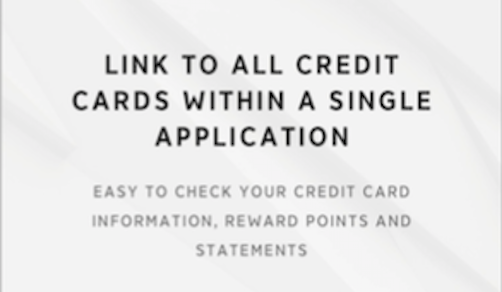 LINK TO ALL CREDIT
CARDS WITHIN A SINGLE
APPLICATION
EASY TO CHECK YOUR CREDIT CARD
INFORMATION, REWARD POINTS AND
STATEMENTS